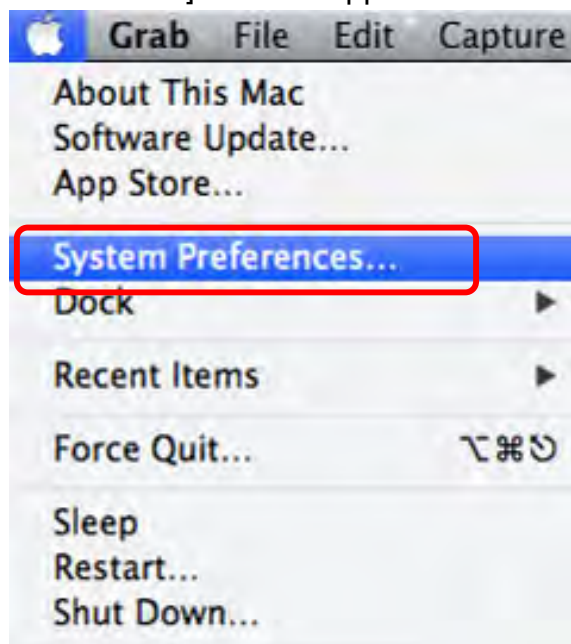 Grab File Edit Capture
About This Mac
Software Update...
App Store...
System Preferences...
Dock
Recent Items
Force Quit... ⌥⌘⎋
Sleep
Restart...
Shut Down...